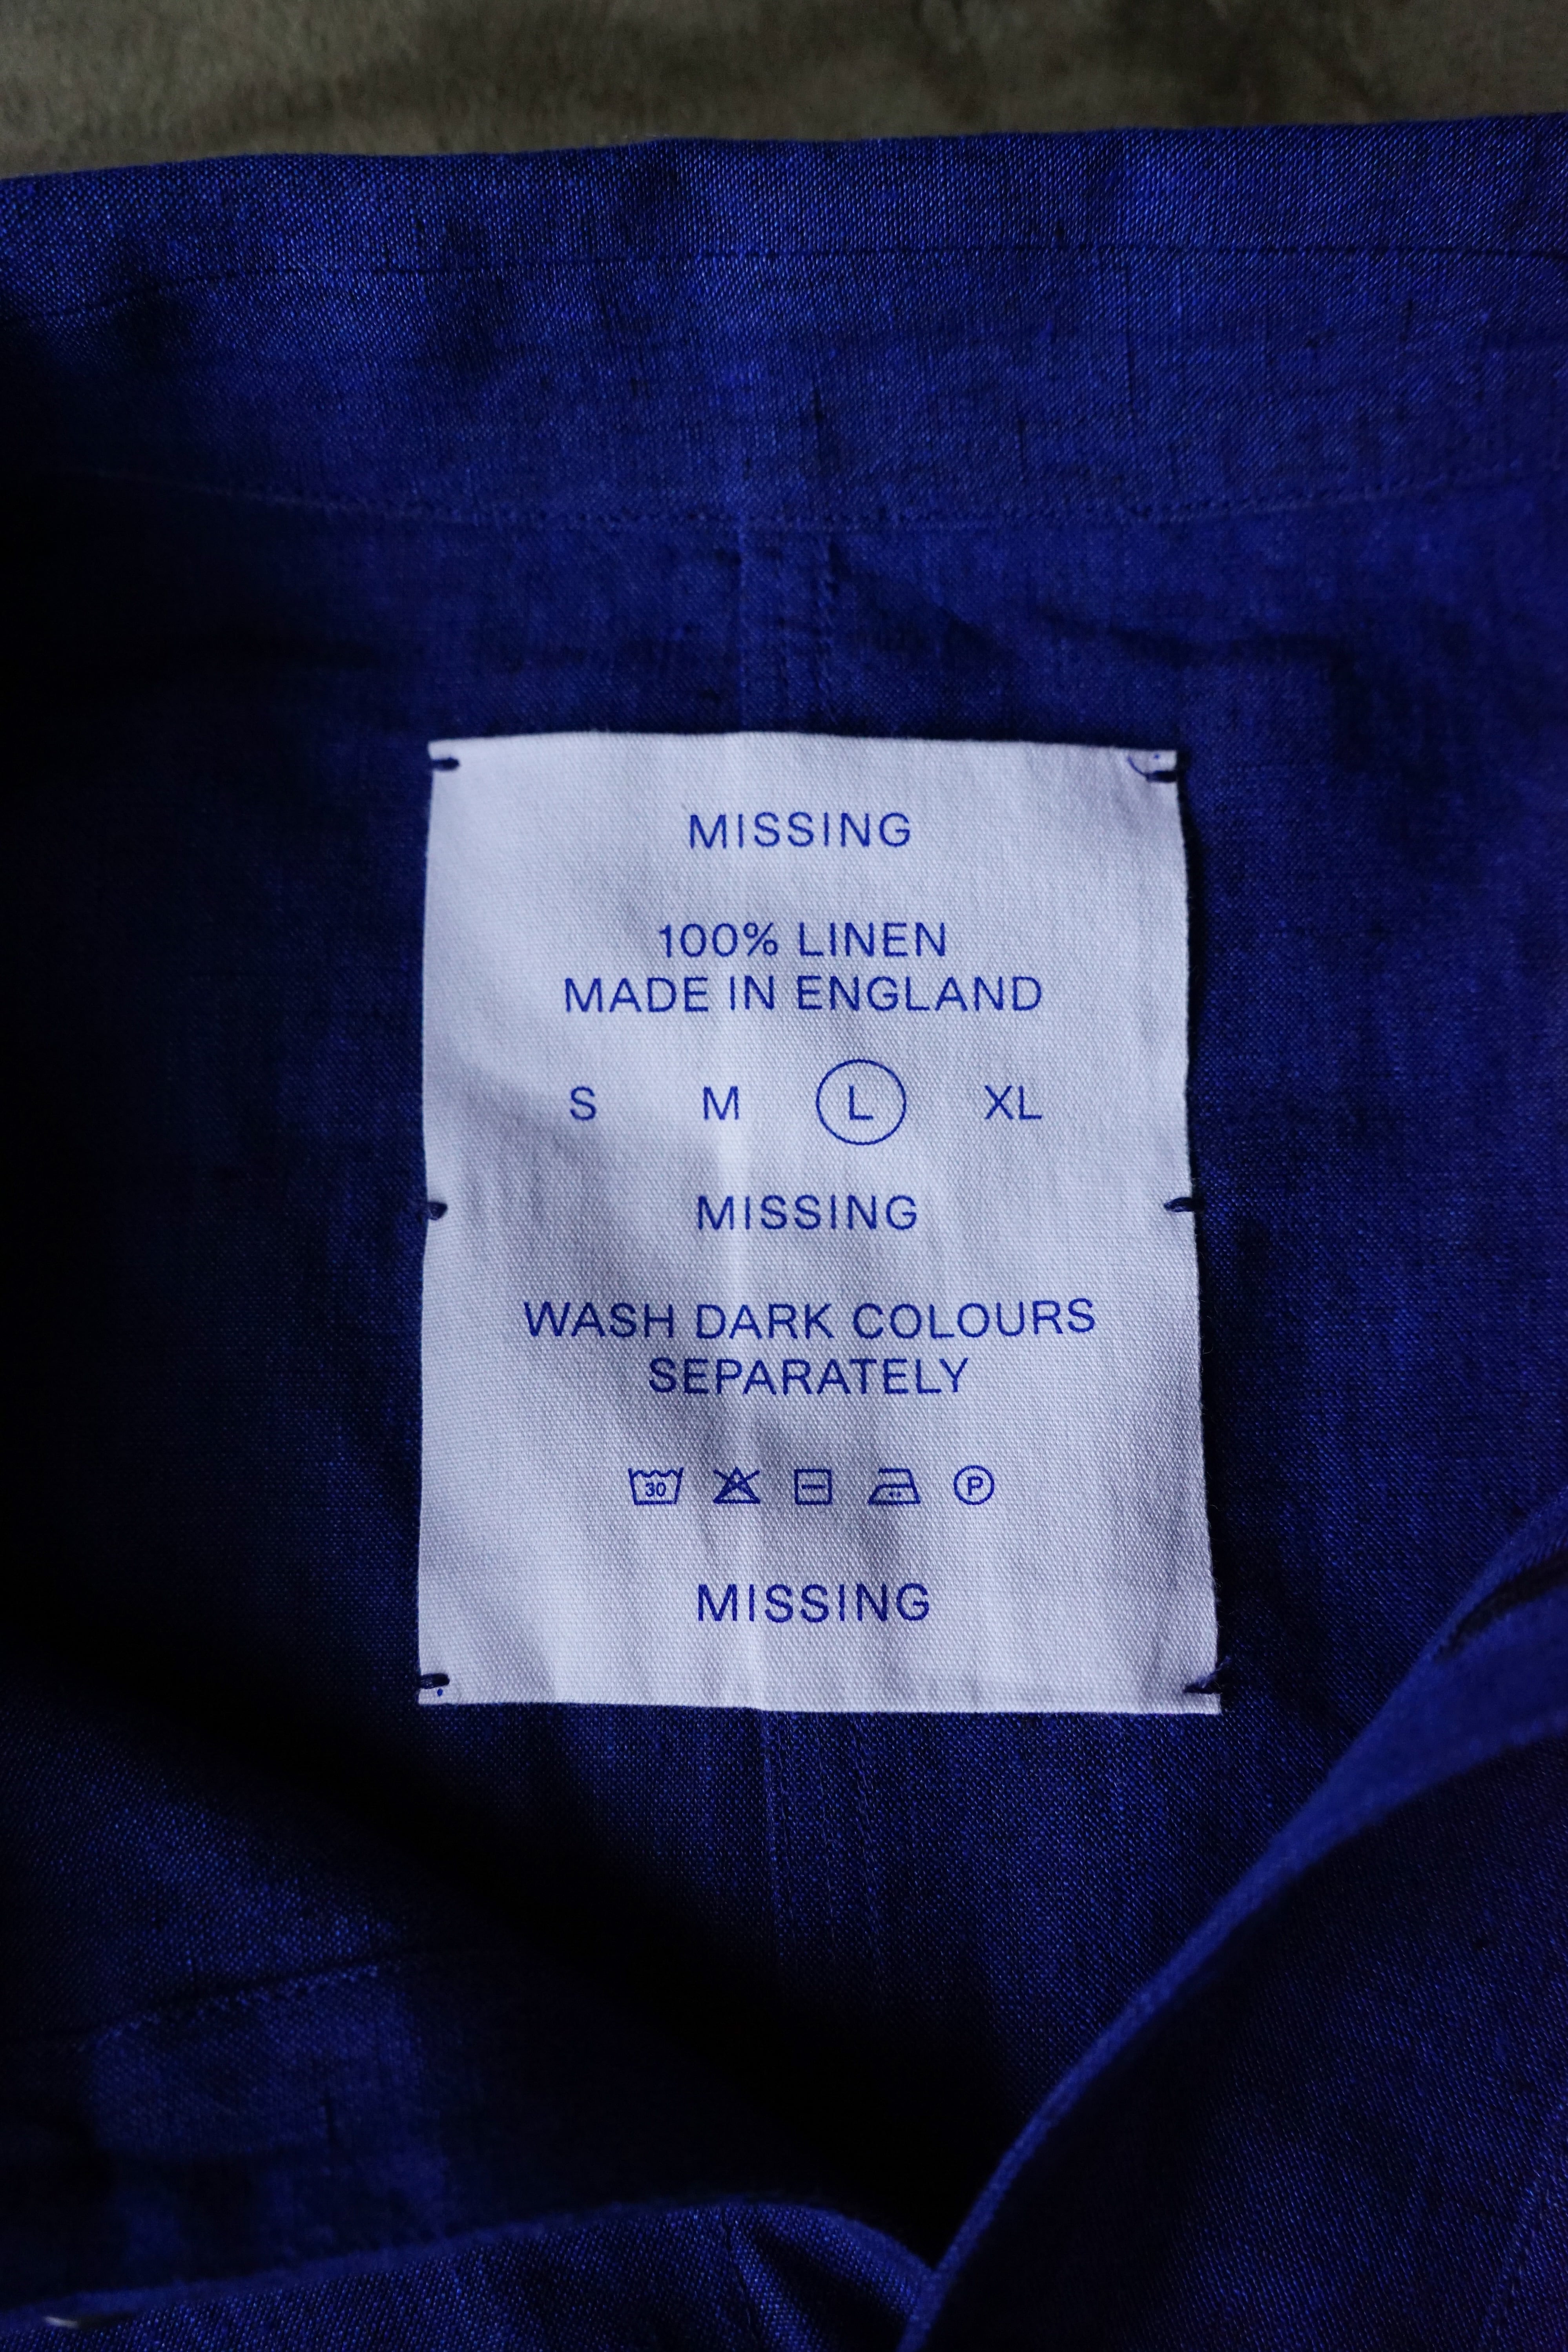 MISSING
100% LINEN
MADE IN ENGLAND
S M L XL
MISSING
WASH DARK COLOURS
SEPARATELY
30 P
MISSING